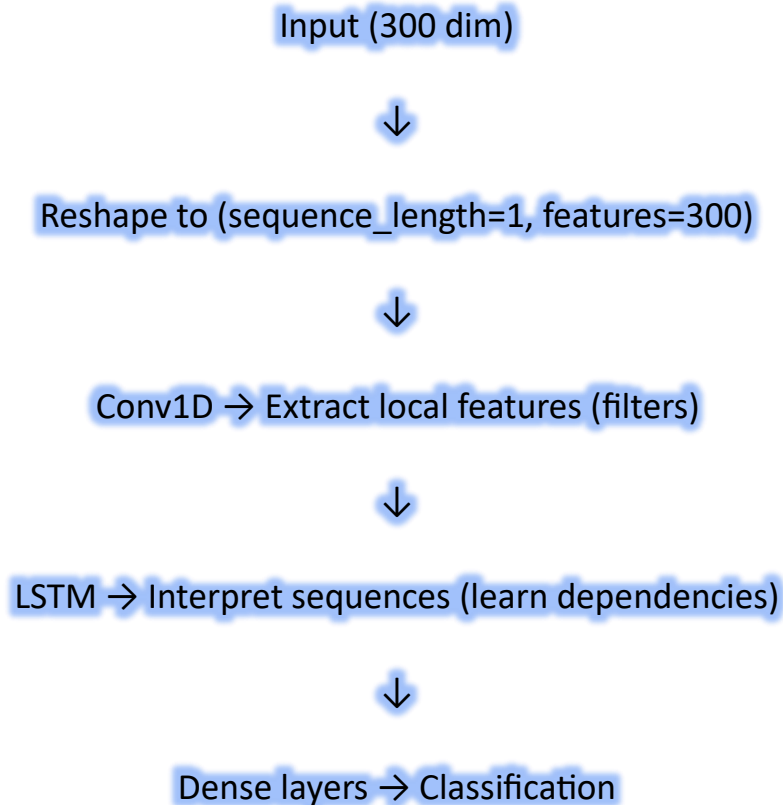 Input (300 dim)
↓
Reshape to (sequence_length=1, features=300)
↓
Conv1D → Extract local features (filters)
↓
LSTM → Interpret sequences (learn dependencies)
↓
Dense layers → Classification